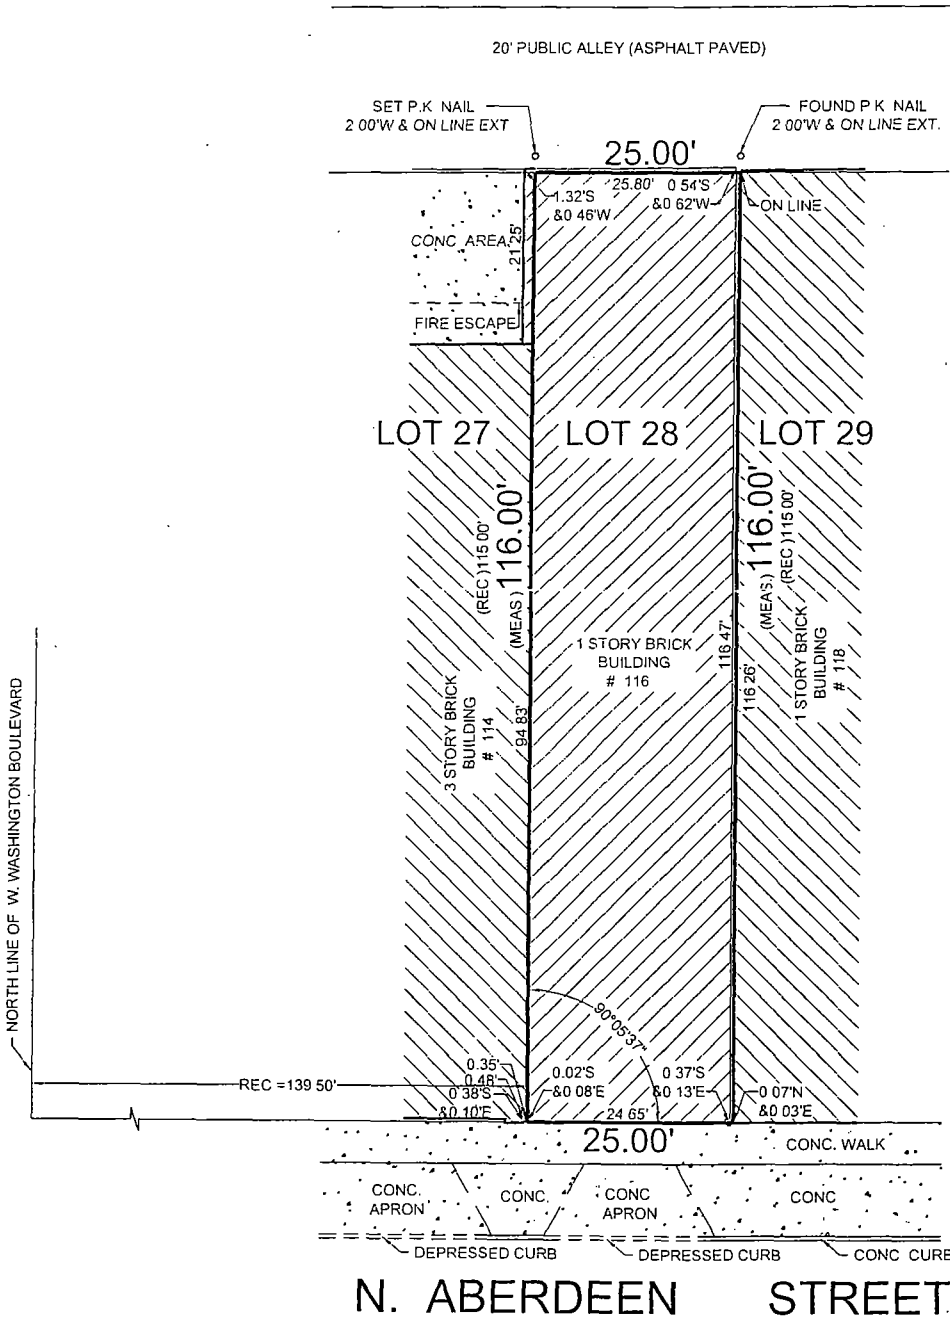 20' PUBLIC ALLEY (ASPHALT PAVED)
SET P.K NAIL
2 00'W & ON LINE EXT
FOUND P K NAIL
2 00'W & ON LINE EXT.
25.00'
25.80'
1.32'S
&0 46'W
0 54'S
&0 62'W
ON LINE
CONC AREA
21 25'
FIRE ESCAPE
LOT 27
LOT 28
LOT 29
(REC )115 00'
(MEAS ) 116.00'
(MEAS.) 116.00'
(REC )115 00'
3 STORY BRICK
BUILDING
# 114
94 83'
1 STORY BRICK
BUILDING
# 116
116 47'
116 26'
1 STORY BRICK
BUILDING
# 118
NORTH LINE OF W. WASHINGTON BOULEVARD
90°05'37"
REC =139 50'
0.35'
0.48'
0 38'S
&0 10'E
0.02'S
&0 08'E
0 37'S
&0 13'E
0 07'N
&0 03'E
24 65'
25.00'
CONC. WALK
CONC.
APRON
CONC.
CONC
APRON
CONC
DEPRESSED CURB
DEPRESSED CURB
CONC CURB
N. ABERDEEN STREET